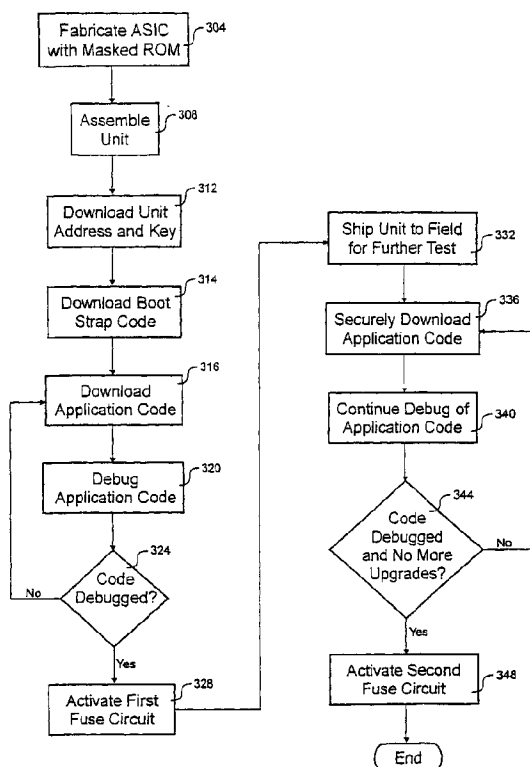 Fabricate ASIC
with Masked ROM
304
Assemble
Unit
308
312
Download Unit
Address and Key
314
Download Boot
Strap Code
316
Download
Application Code
320
Debug
Application Code
324
Code
Debugged?
No
Yes
328
Activate First
Fuse Circuit
Ship Unit to Field
for Further Test
332
336
Securely Download
Application Code
Continue Debug of
Application Code
340
344
Code
Debugged
and No More
Upgrades?
No
Yes
Activate Second
Fuse Circuit
348
End